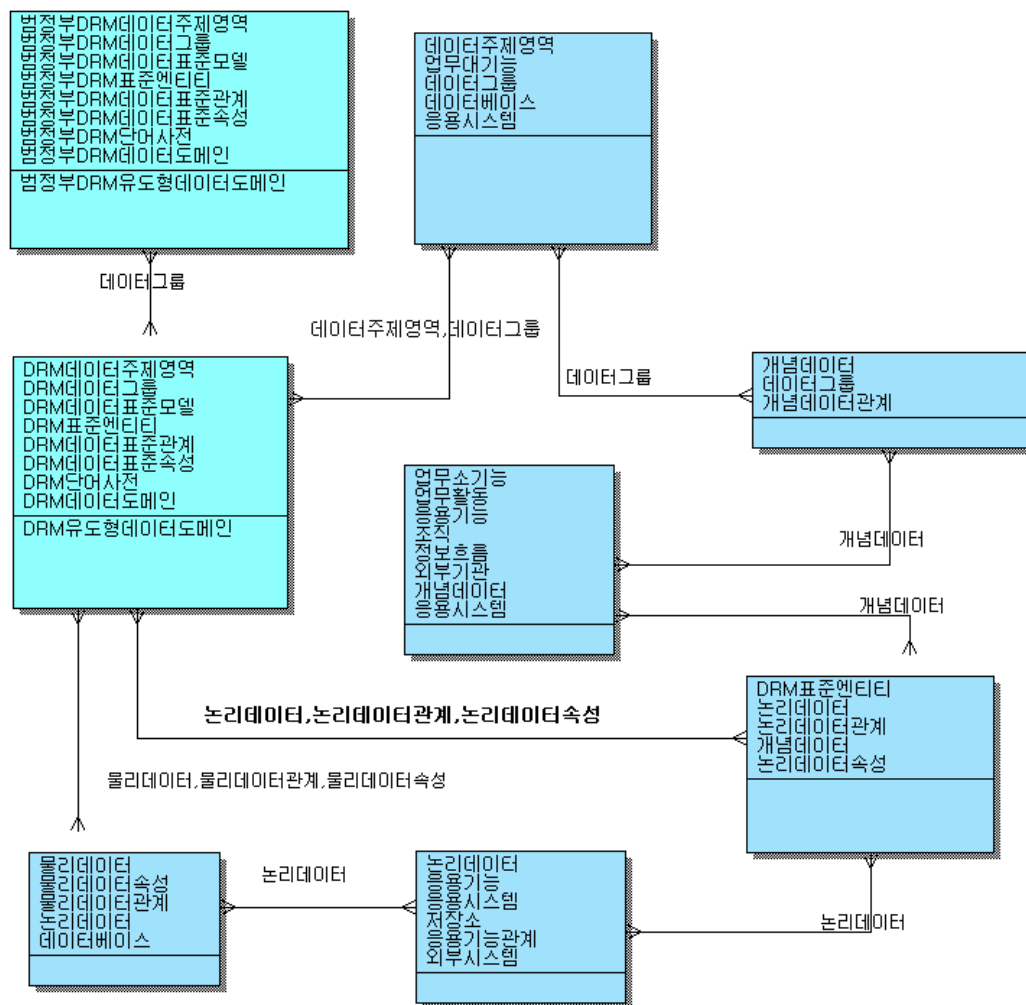 범정부DRM데이터주제영역
범정부DRM데이터그룹
범정부DRM데이터표준모델
범정부DRM표준엔티티
범정부DRM데이터표준관계
범정부DRM데이터표준속성
범정부DRM단어사전
범정부DRM데이터도메인
범정부DRM유도형데이터도메인
데이터주제영역
업무대기능
데이터그룹
데이터베이스
응용시스템
데이터그룹
데이터주제영역,데이터그룹
데이터그룹
개념데이터
데이터그룹
개념데이터관계
DRM데이터주제영역
DRM데이터그룹
DRM데이터표준모델
DRM표준엔티티
DRM데이터표준관계
DRM데이터표준속성
DRM단어사전
DRM데이터도메인
DRM유도형데이터도메인
업무소기능
업무활동
응용기능
조직
정보흐름
외부기관
개념데이터
응용시스템
개념데이터
개념데이터
논리데이터,논리데이터관계,논리데이터속성
DRM표준엔티티
논리데이터
논리데이터관계
개념데이터
논리데이터속성
물리데이터,물리데이터관계,물리데이터속성
물리데이터
물리데이터속성
물리데이터관계
논리데이터
데이터베이스
논리데이터
논리데이터
응용기능
응용시스템
저장소
응용기능관계
외부시스템
논리데이터